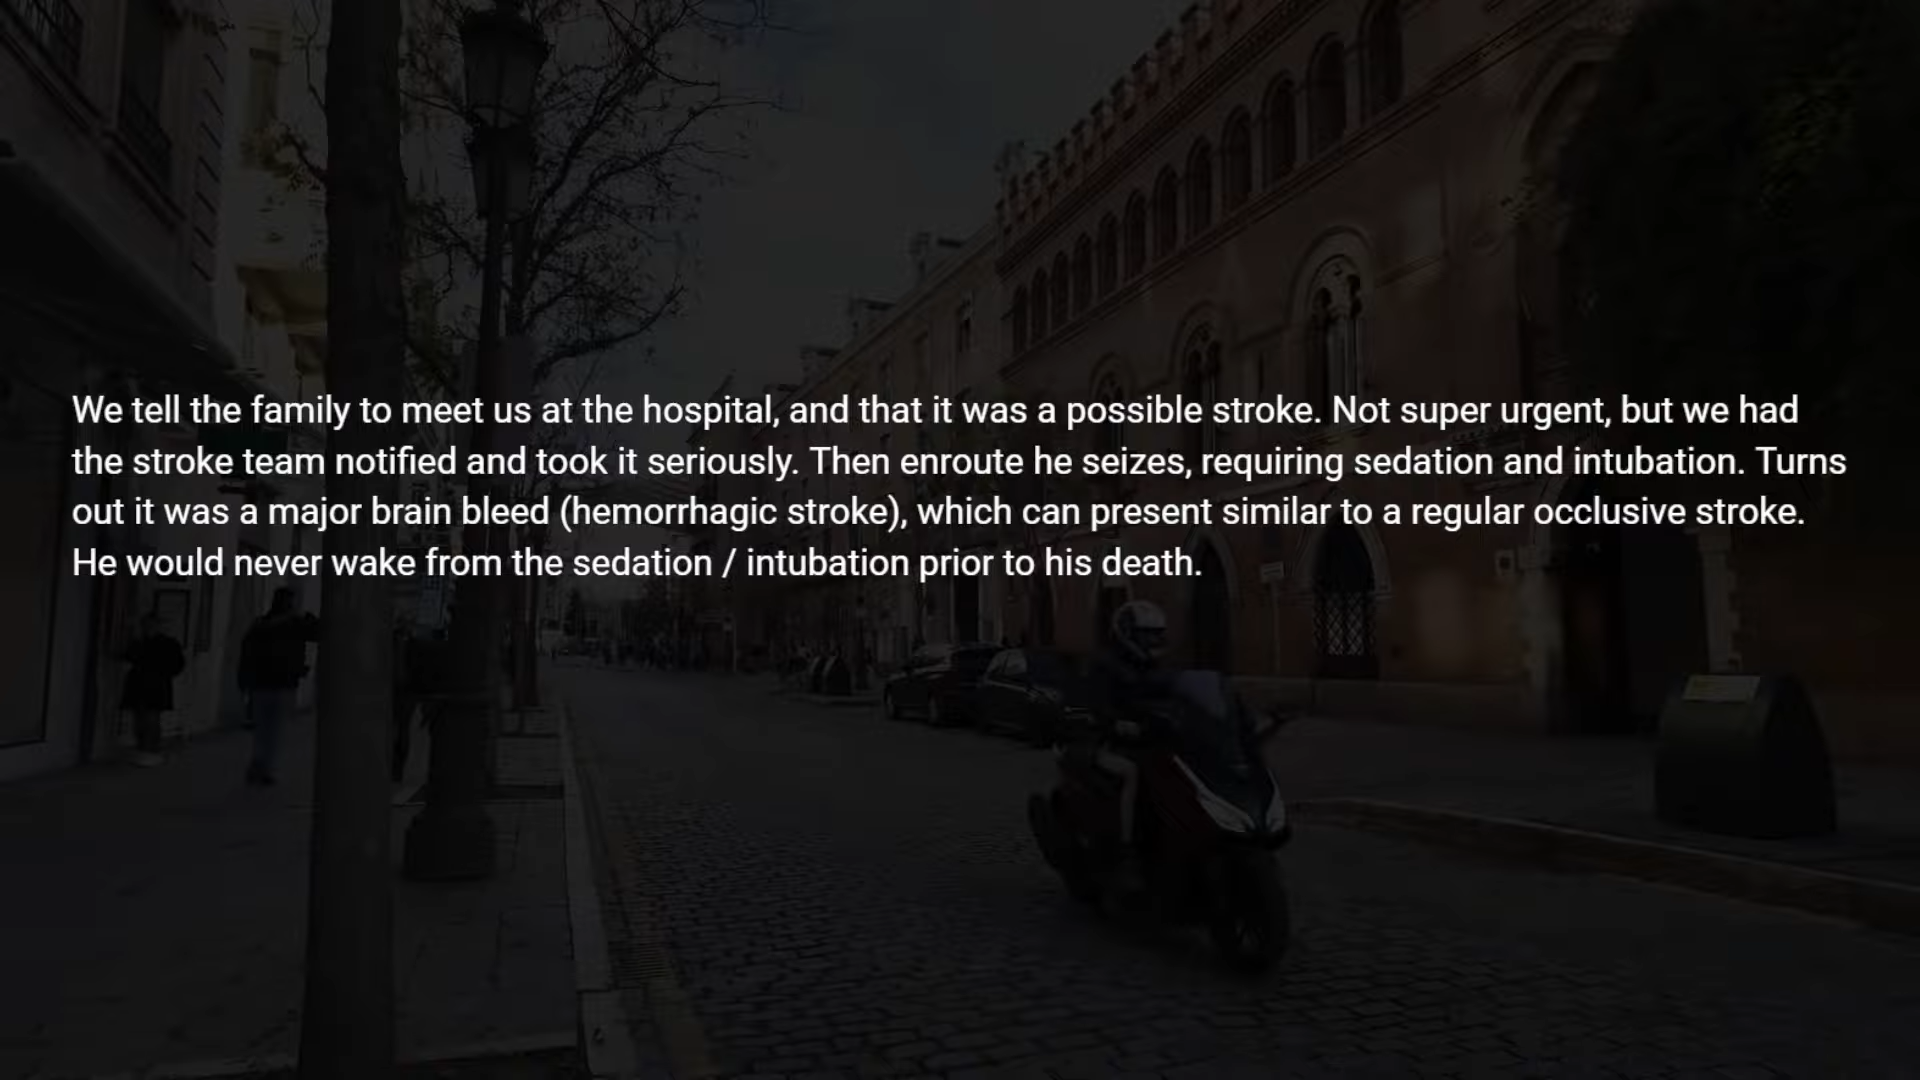 We tell the family to meet us at the hospital, and that it was a possible stroke. Not super urgent, but we had
the stroke team notified and took it seriously. Then enroute he seizes, requiring sedation and intubation. Turns
out it was a major brain bleed (hemorrhagic stroke), which can present similar to a regular occlusive stroke.
He would never wake from the sedation / intubation prior to his death.